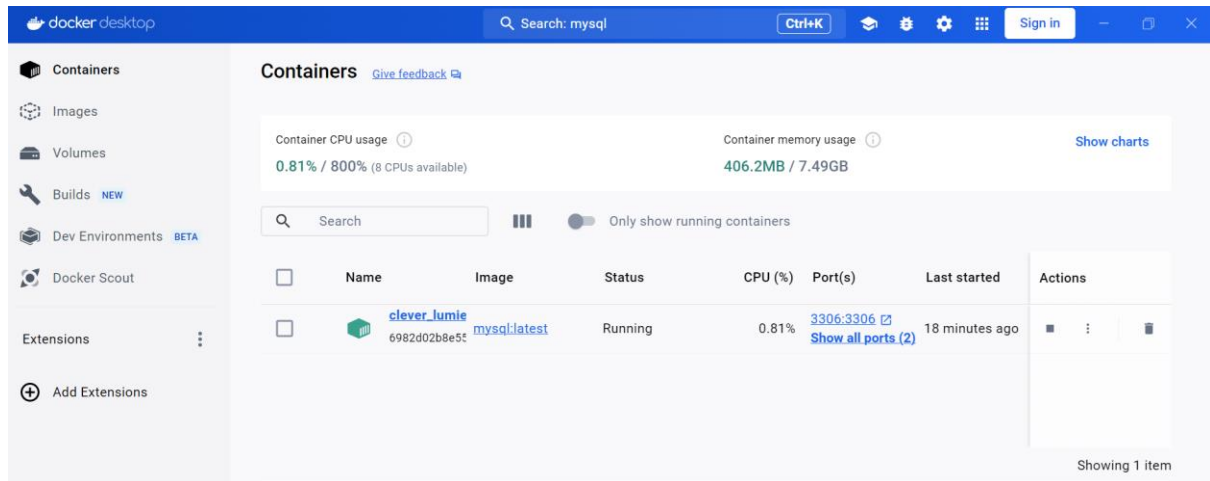 docker desktop
Search: mysql
Ctrl+K
Sign in
Containers
Images
Volumes
Builds NEW
Dev Environments BETA
Docker Scout
Extensions
Add Extensions
Containers Give feedback
Container CPU usage
0.81% / 800% (8 CPUs available)
Container memory usage
406.2MB / 7.49GB
Show charts
Search
Only show running containers
Name Image Status CPU (%) Port(s) Last started Actions
clever_lumie
6982d02b8e55
mysql:latest
Running
0.81%
3306:3306
Show all ports (2)
18 minutes ago
Showing 1 item